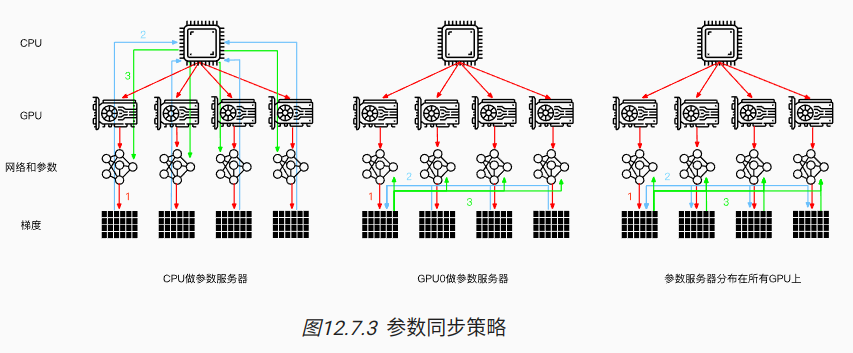 CPU
2
3
GPU
网络和参数
2
2
1
1
1
3
3
梯度
CPU做参数服务器
GPU0做参数服务器
参数服务器分布在所有GPU上
图12.7.3 参数同步策略